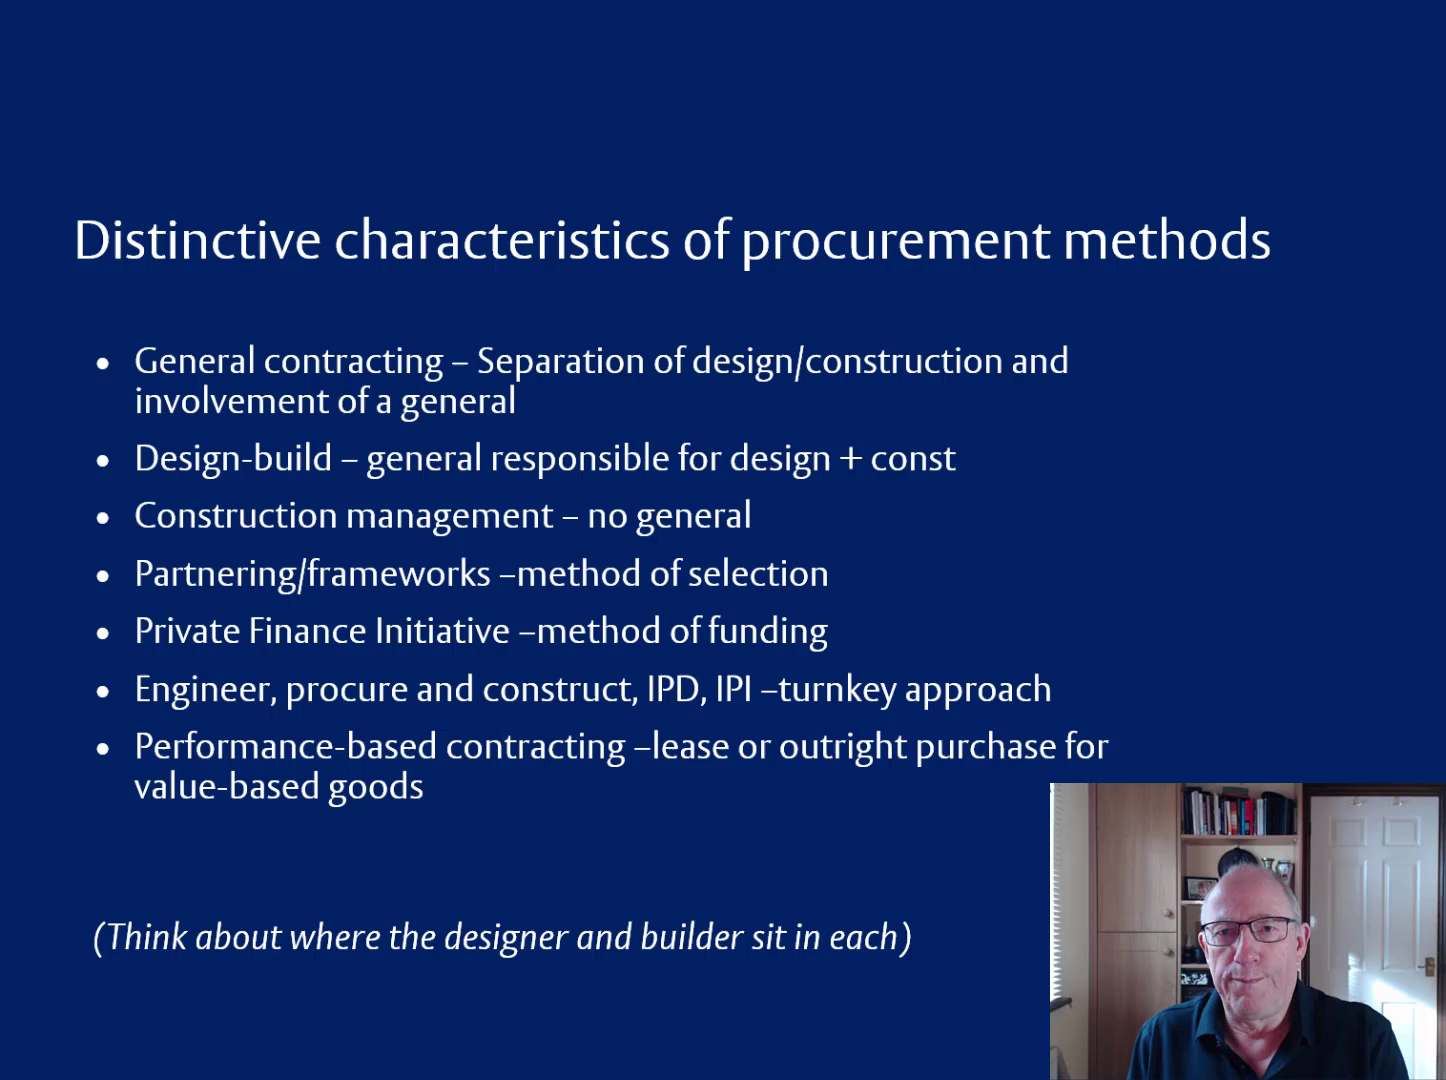 Distinctive characteristics of procurement methods
• General contracting – Separation of design/construction and
involvement of a general
• Design-build – general responsible for design + const
• Construction management – no general
• Partnering/frameworks –method of selection
• Private Finance Initiative –method of funding
• Engineer, procure and construct, IPD, IPI –turnkey approach
• Performance-based contracting –lease or outright purchase for
value-based goods
(Think about where the designer and builder sit in each)